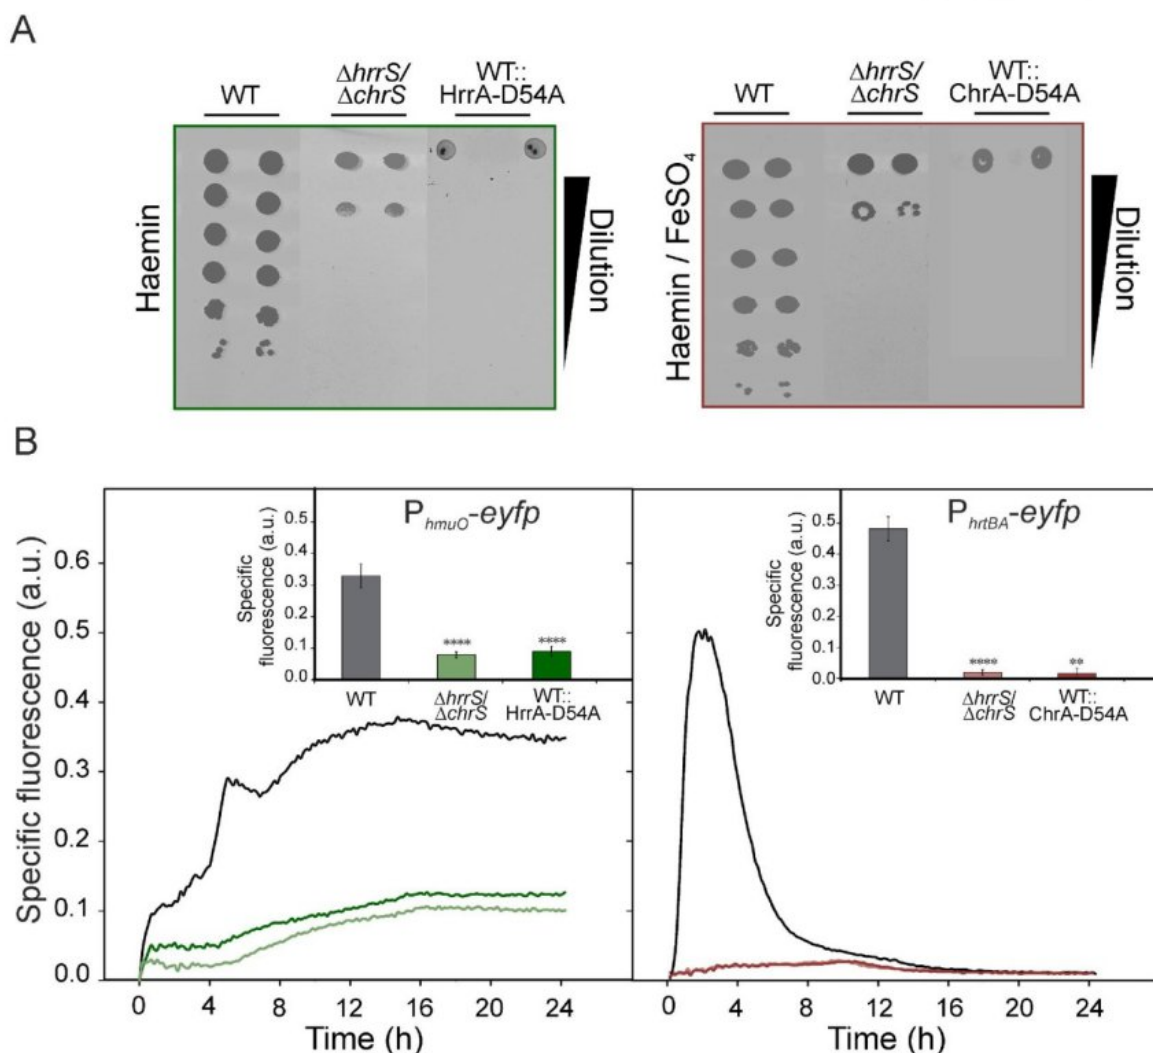 A
WT
ΔhrrS/
ΔchrS
WT::
HrrA-D54A
Haemin
Dilution
WT
ΔhrrS/
ΔchrS
WT::
ChrA-D54A
Haemin / FeSO₄
Dilution
B
Specific fluorescence (a.u.)
0.6
0.5
0.4
0.3
0.2
0.1
0.0
0 4 8 12 16 20 24
Time (h)
PhmuO-eyfp
Specific
fluorescence (a.u.)
0.5
0.4
0.3
0.2
0.1
0.0
****
****
WT
ΔhrrS/
ΔchrS
WT::
HrrA-D54A
0 4 8 12 16 20 24
Time (h)
PhrtBA-eyfp
Specific
fluorescence (a.u.)
0.5
0.4
0.3
0.2
0.1
0.0
****
**
WT
ΔhrrS/
ΔchrS
WT::
ChrA-D54A